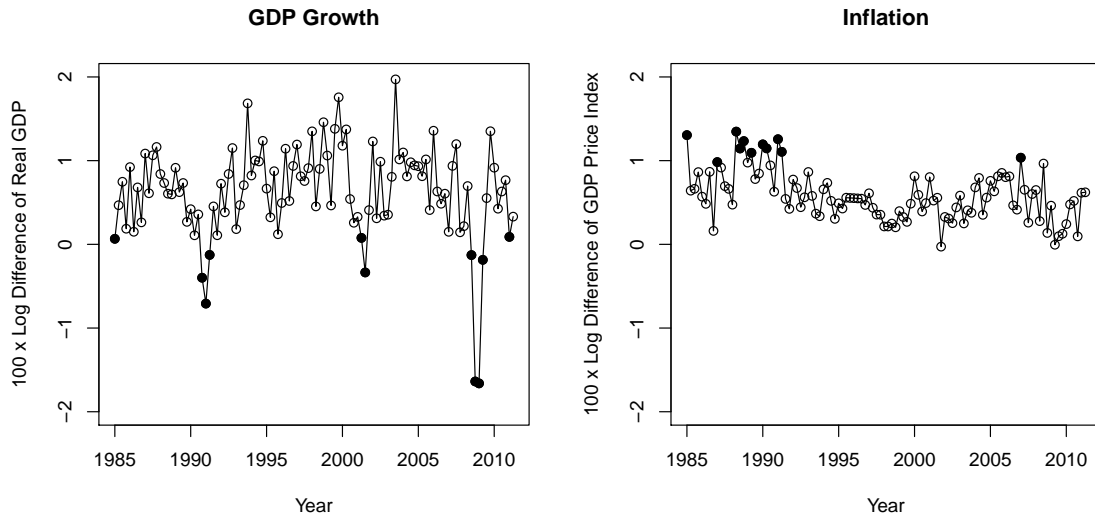 GDP Growth
100 x Log Difference of Real GDP
2
1
0
−1
−2
1985 1990 1995 2000 2005 2010
Year
Inflation
100 x Log Difference of GDP Price Index
2
1
0
−1
−2
1985 1990 1995 2000 2005 2010
Year